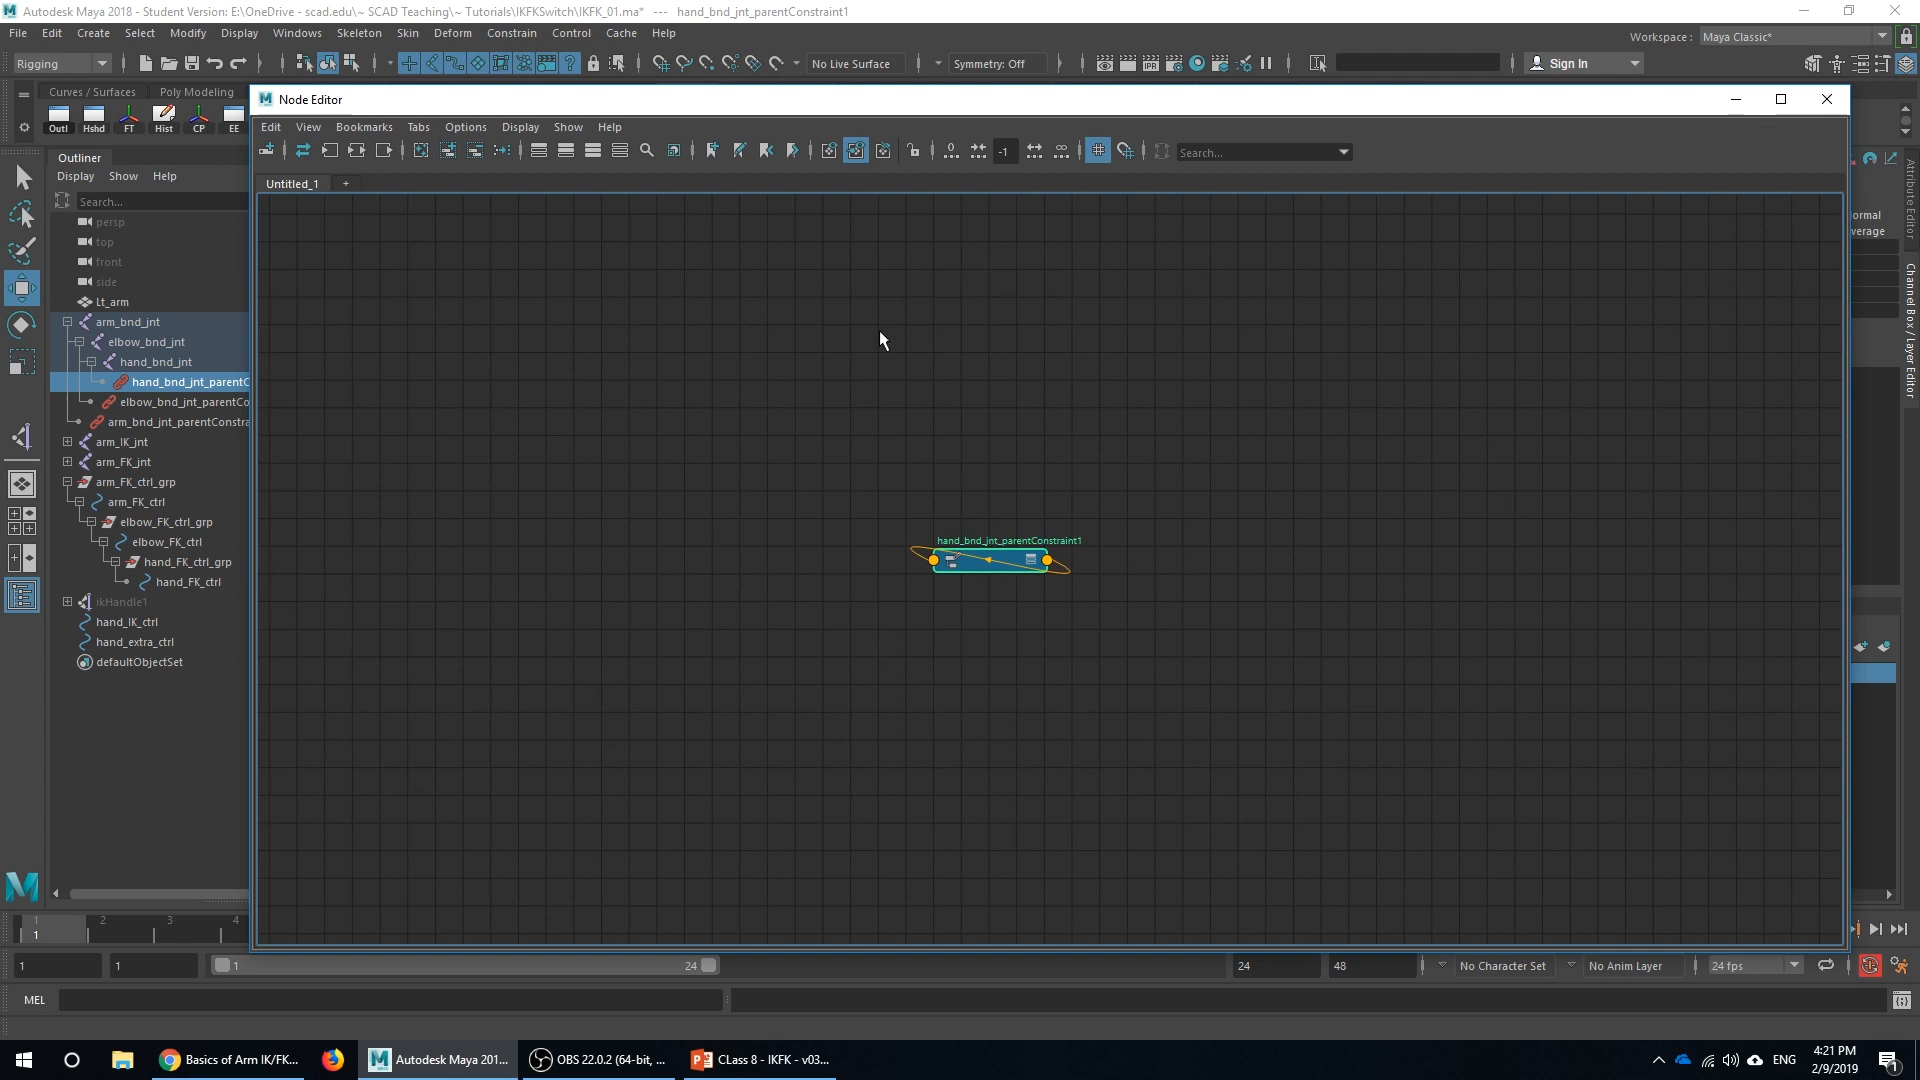 Autodesk Maya 2018 - Student Version: E:\OneDrive - scad.edu\~ SCAD Teaching\~ Tutorials\IKFKSwitch\IKFK_01.ma* --- hand_bnd_jnt_parentConstraint1
File Edit Create Select Modify Display Windows Skeleton Skin Deform Constrain Control Cache Help
Workspace : Maya Classic*
Rigging
No Live Surface
Symmetry: Off
Sign In
Curves / Surfaces Poly Modeling
Outl Hshd FT Hist CP EE
Node Editor
Edit View Bookmarks Tabs Options Display Show Help
-1
Search...
Untitled_1 +
Outliner
Display Show Help
Search...
persp
top
front
side
Lt_arm
arm_bnd_jnt
elbow_bnd_jnt
hand_bnd_jnt
hand_bnd_jnt_parentC
elbow_bnd_jnt_parentCo
arm_bnd_jnt_parentConstra
arm_IK_jnt
arm_FK_jnt
arm_FK_ctrl_grp
arm_FK_ctrl
elbow_FK_ctrl_grp
elbow_FK_ctrl
hand_FK_ctrl_grp
hand_FK_ctrl
ikHandle1
hand_IK_ctrl
hand_extra_ctrl
defaultObjectSet
hand_bnd_jnt_parentConstraint1
ormal
verage
Attribute Editor
Channel Box / Layer Editor
1 2 3 4
1
1 1 1 24 24 48 No Character Set No Anim Layer 24 fps
MEL
Basics of Arm IK/FK...
Autodesk Maya 201...
OBS 22.0.2 (64-bit, ...
CLass 8 - IKFK - v03...
ENG
4:21 PM
2/9/2019
1